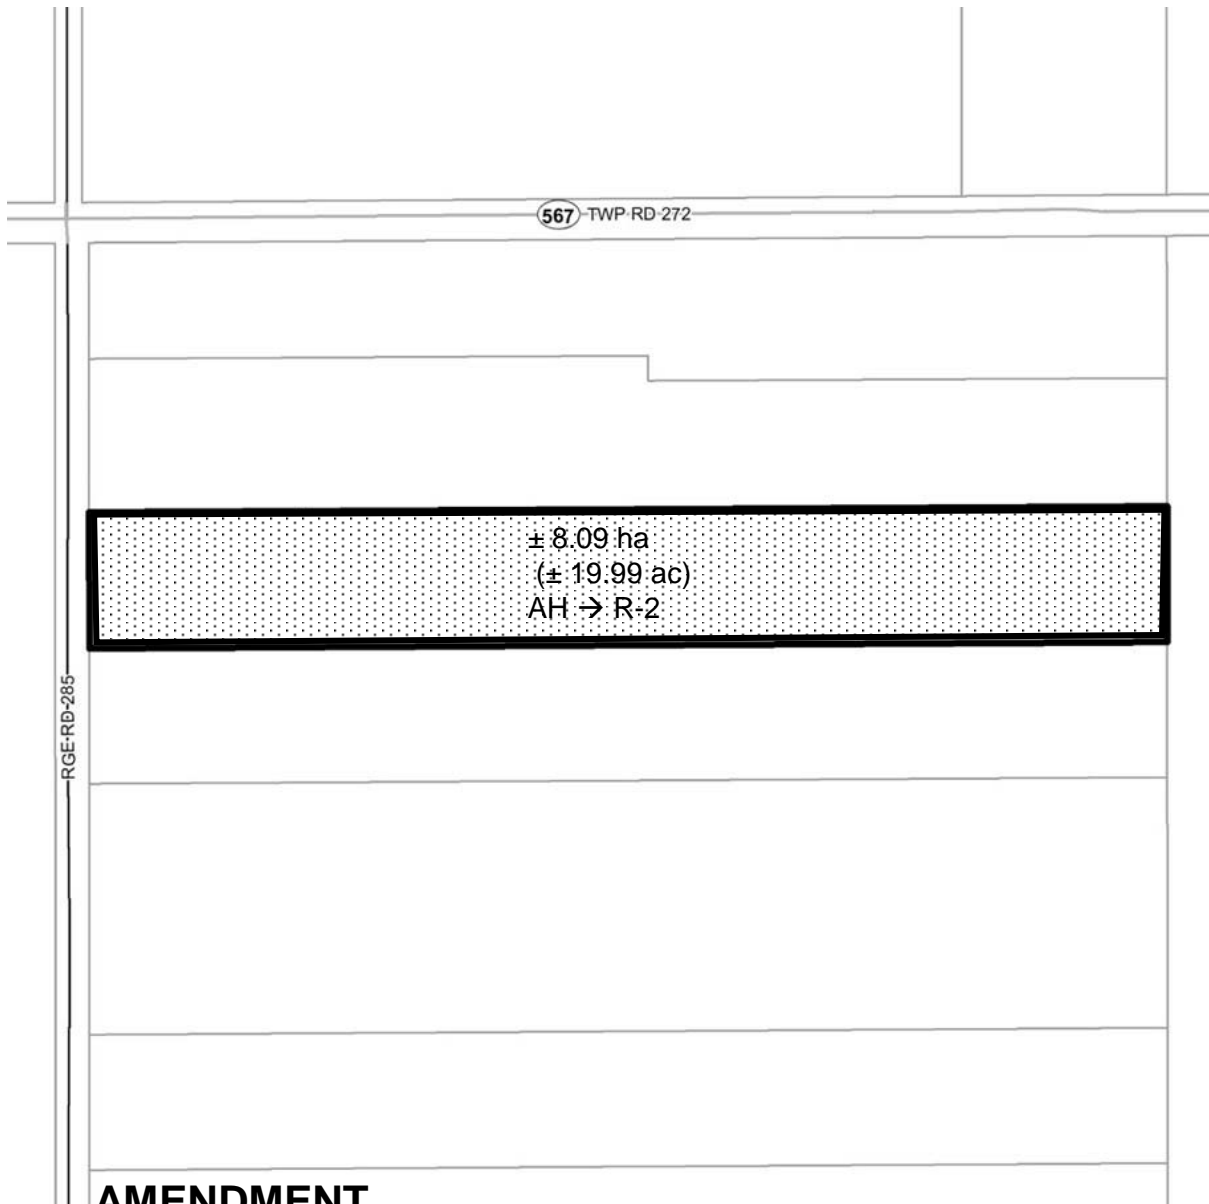 567 TWP RD 272
± 8.09 ha
(± 19.99 ac)
AH → R-2
RGE RD 285
AMENDMENT